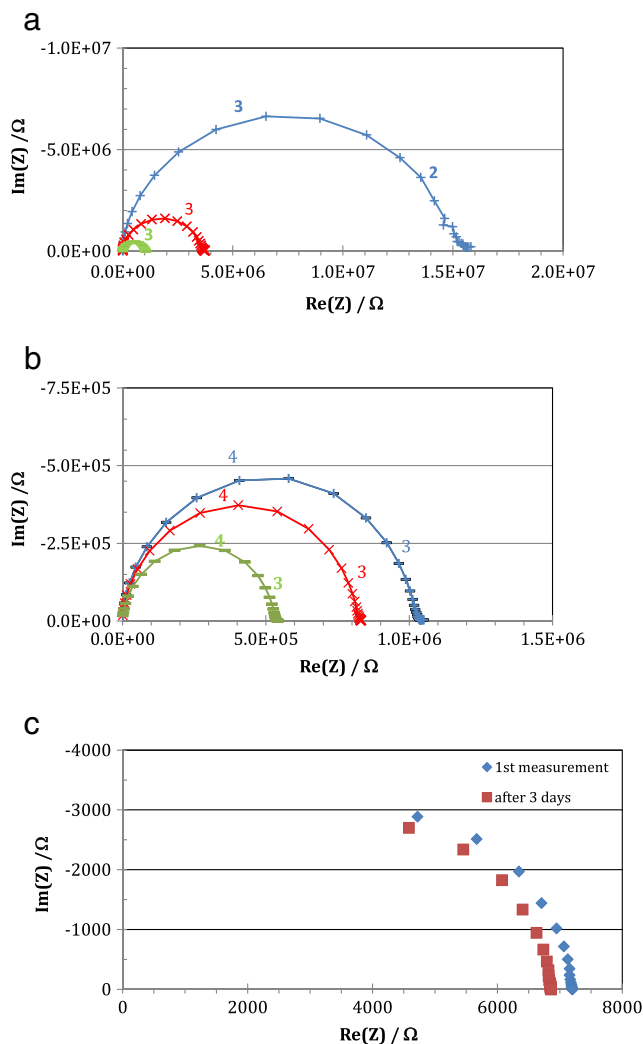 a
-1.0E+07
-5.0E+06
0.0E+00
Im(Z) /Ω
3
2
3
3
0.0E+00 5.0E+06 1.0E+07 1.5E+07 2.0E+07
Re(Z) / Ω
b
-7.5E+05
-5.0E+05
-2.5E+05
0.0E+00
Im(Z) /Ω
4
4
4
3
3
3
0.0E+00 5.0E+05 1.0E+06 1.5E+06
Re(Z) / Ω
c
-4000
-3000
-2000
-1000
0
Im(Z) /Ω
1st measurement
after 3 days
0 2000 4000 6000 8000
Re(Z) / Ω